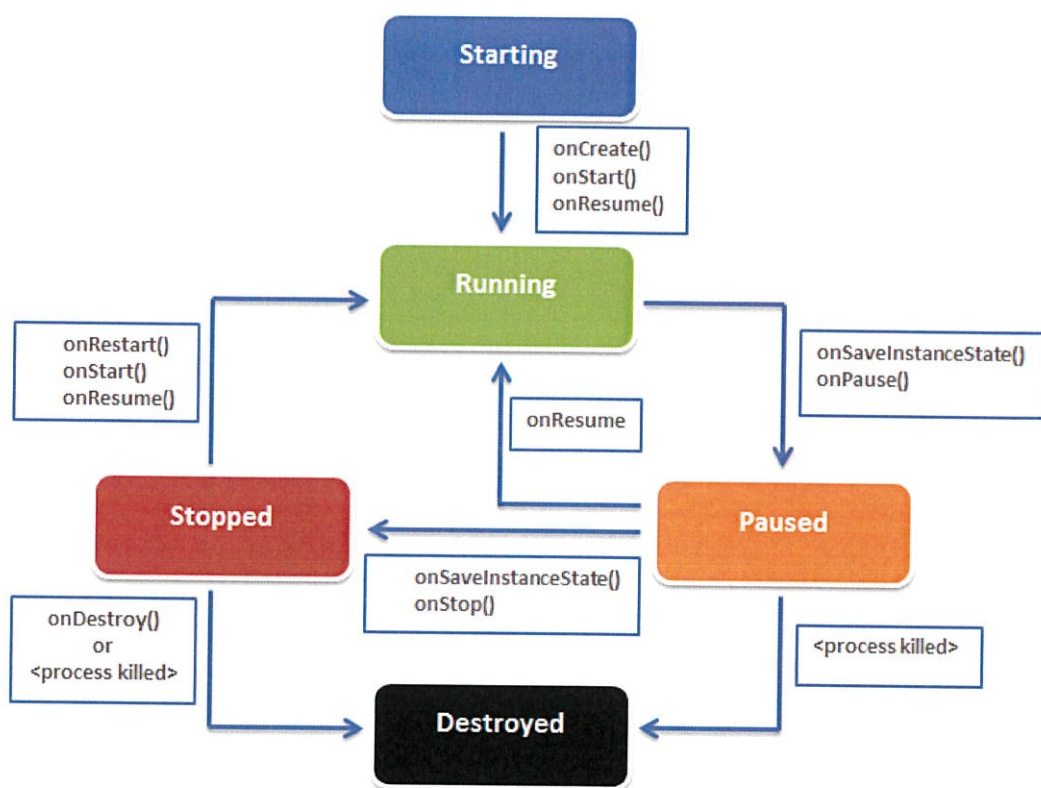 Starting
onCreate()
onStart()
onResume()
Running
onRestart()
onStart()
onResume()
onSaveInstanceState()
onPause()
onResume
Stopped
Paused
onSaveInstanceState()
onStop()
onDestroy()
or
<process killed>
<process killed>
Destroyed